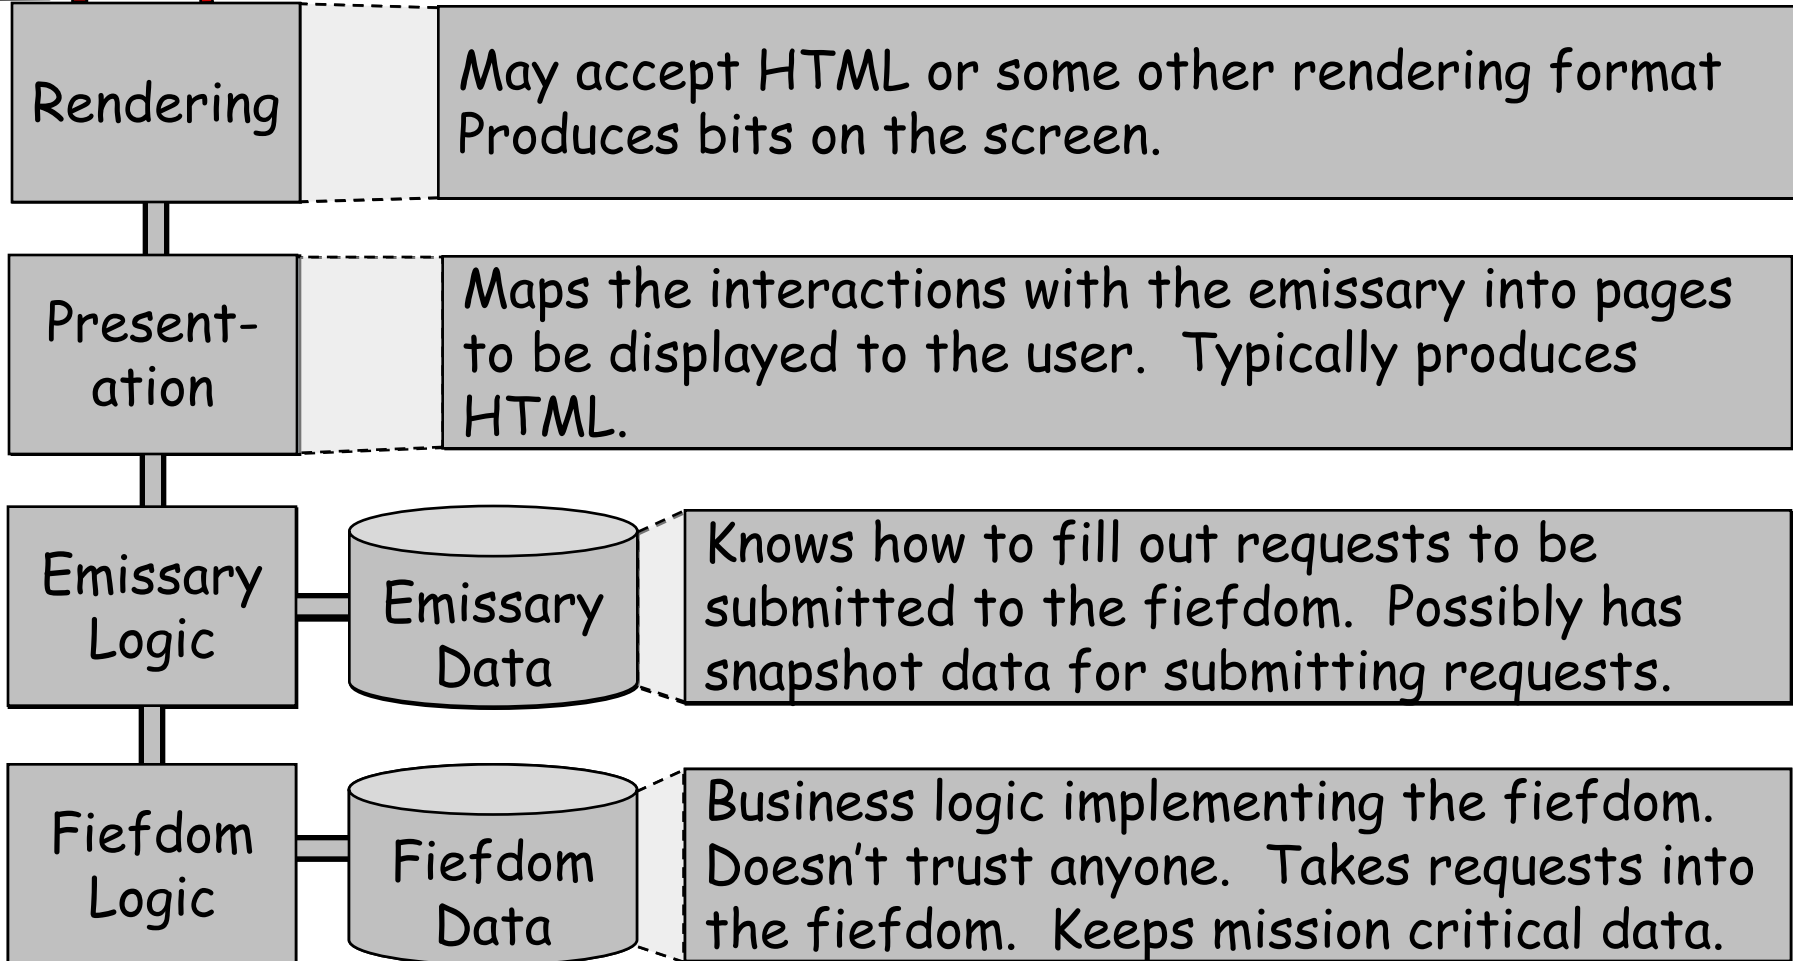 Rendering
May accept HTML or some other rendering format
Produces bits on the screen.
Present-
ation
Maps the interactions with the emissary into pages
to be displayed to the user.  Typically produces
HTML.
Emissary
Logic
Emissary
Data
Knows how to fill out requests to be
submitted to the fiefdom.  Possibly has
snapshot data for submitting requests.
Fiefdom
Logic
Fiefdom
Data
Business logic implementing the fiefdom.
Doesn't trust anyone.  Takes requests into
the fiefdom.  Keeps mission critical data.